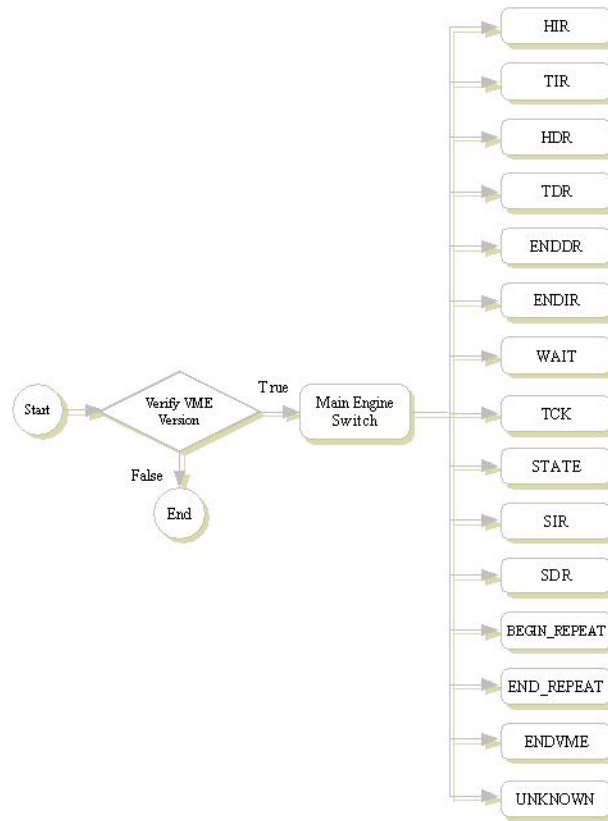 HIR
TIR
HDR
TDR
ENDDR
ENDIR
WAIT
Start
Verify VME
Version
True
False
End
Main Engine
Switch
TCK
STATE
SIR
SDR
BEGIN_REPEAT
END_REPEAT
ENDVME
UNKNOWN